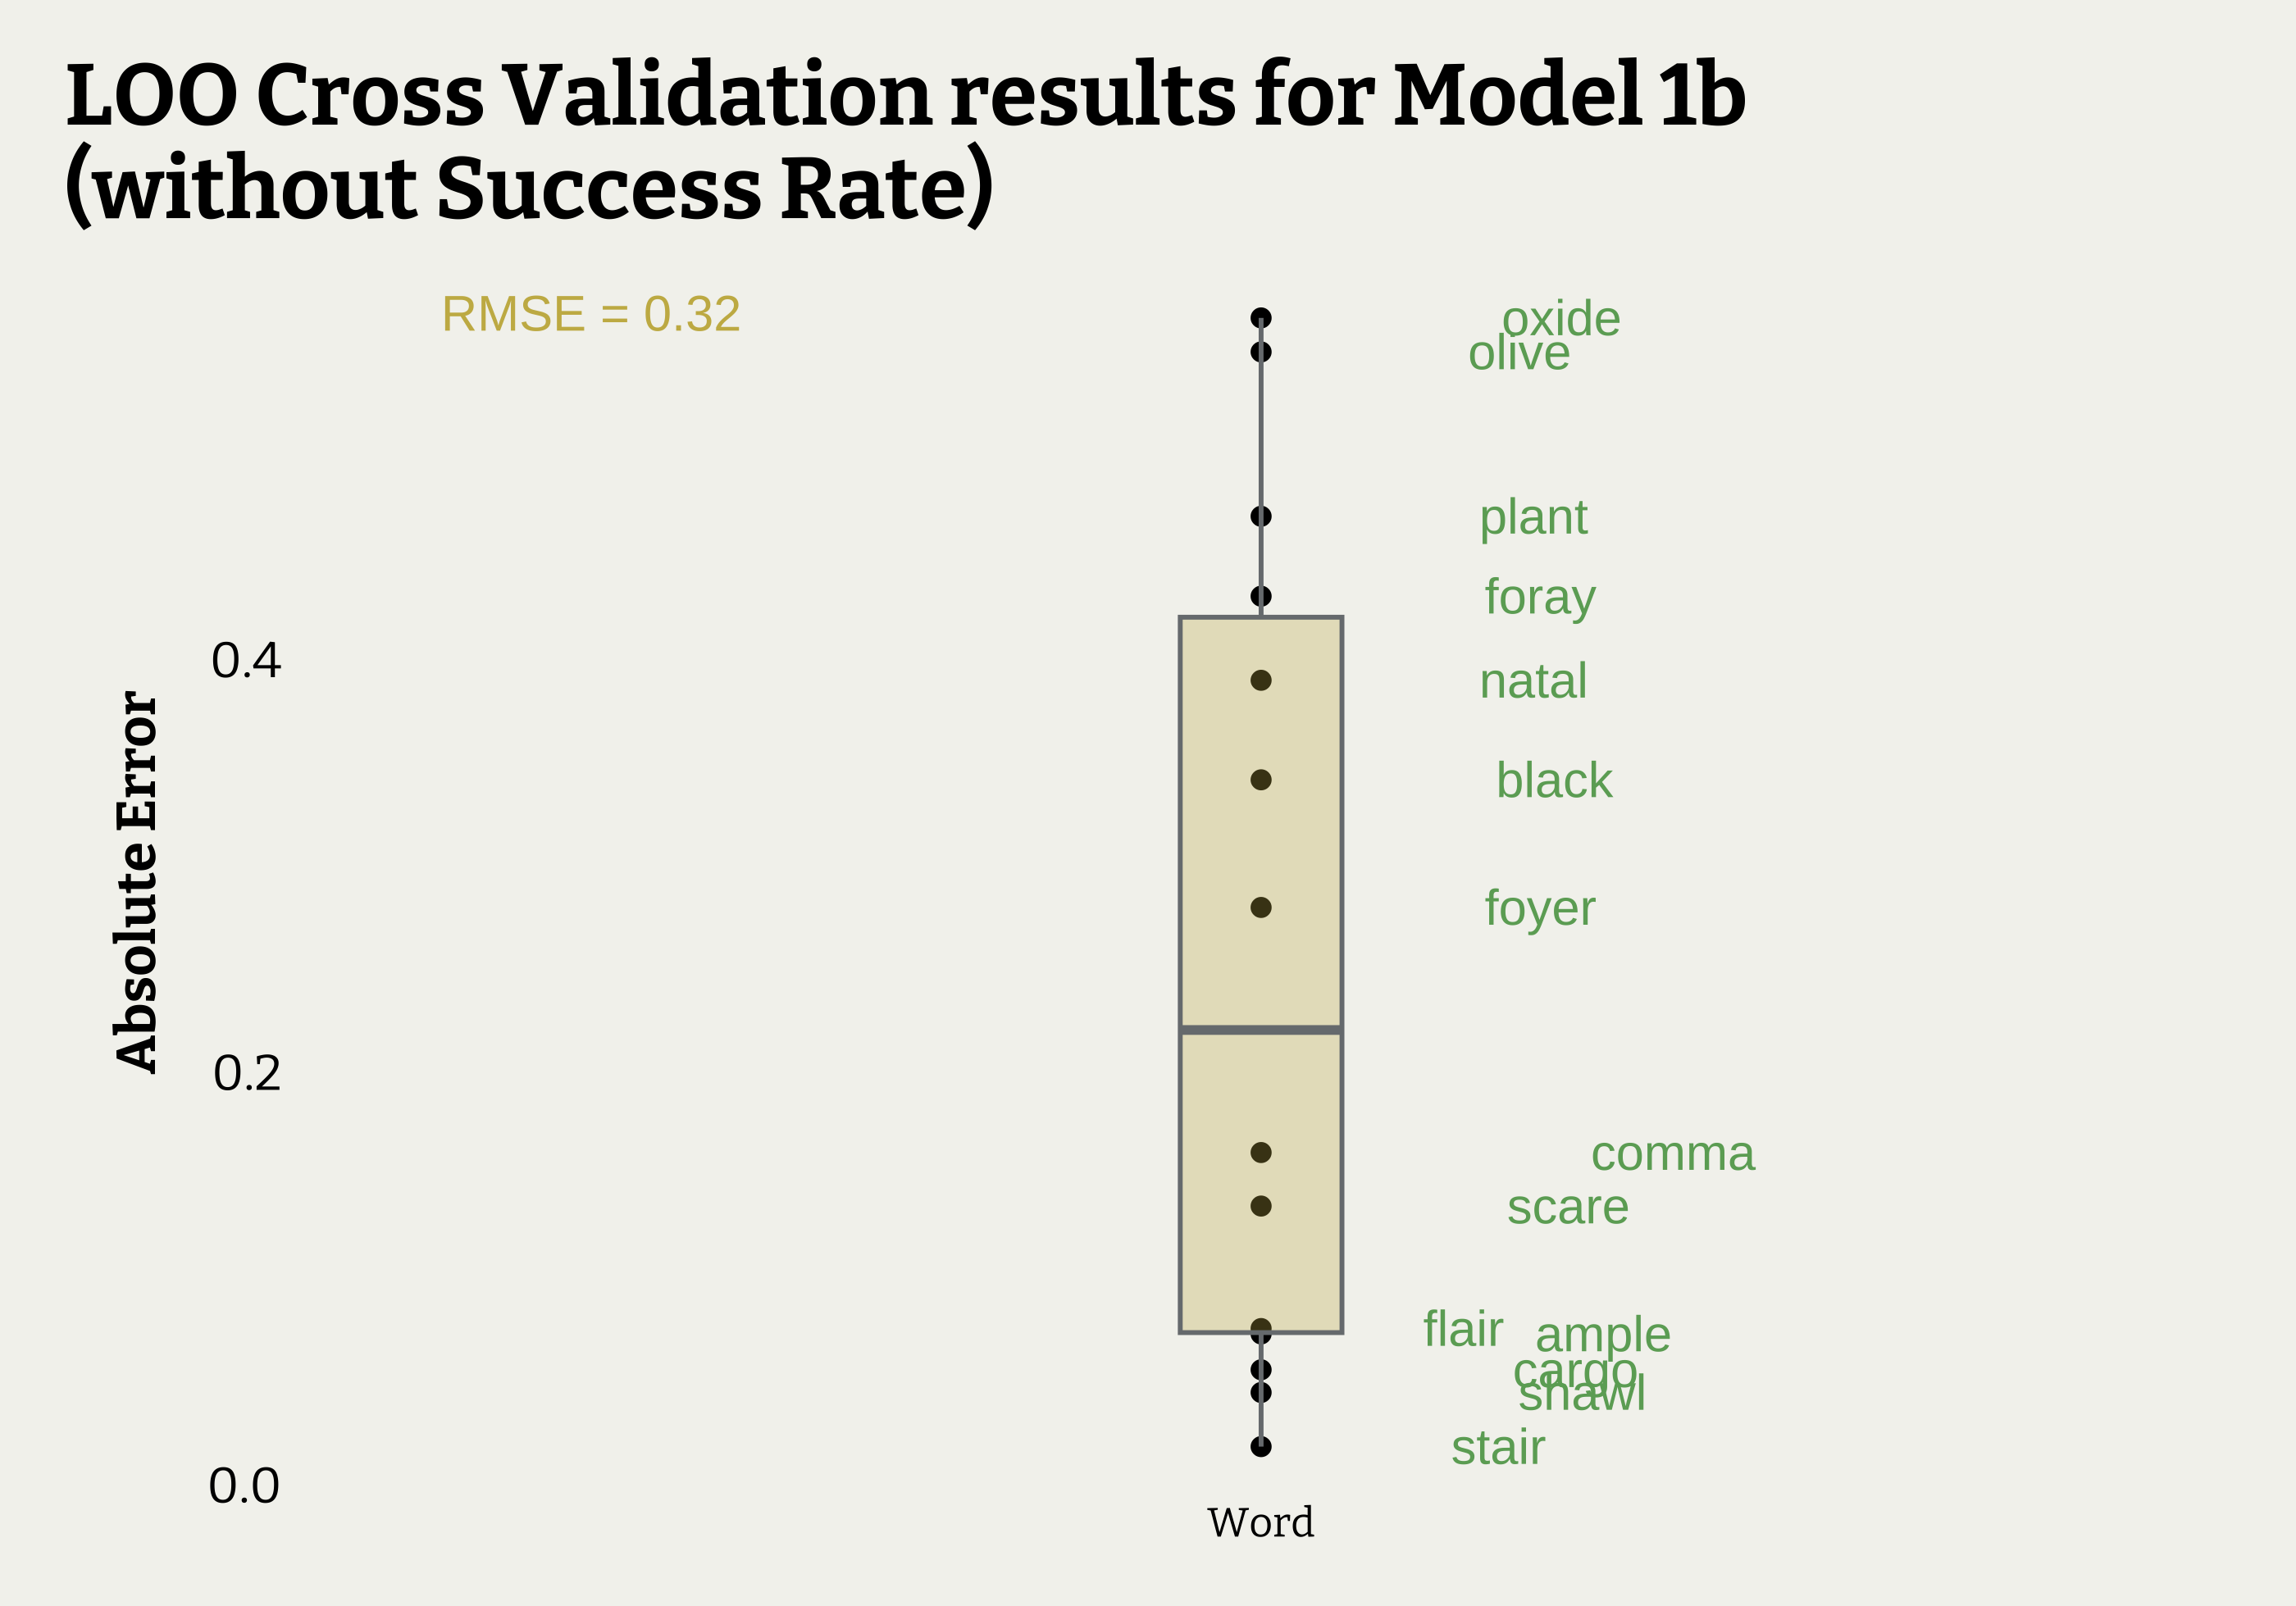 LOO Cross Validation results for Model 1b
(without Success Rate)
RMSE = 0.32
oxide
olive
plant
foray
0.4
natal
black
foyer
Absolute Error
0.2
comma
scare
flair
ample
cargo
shawl
stair
0.0
Word